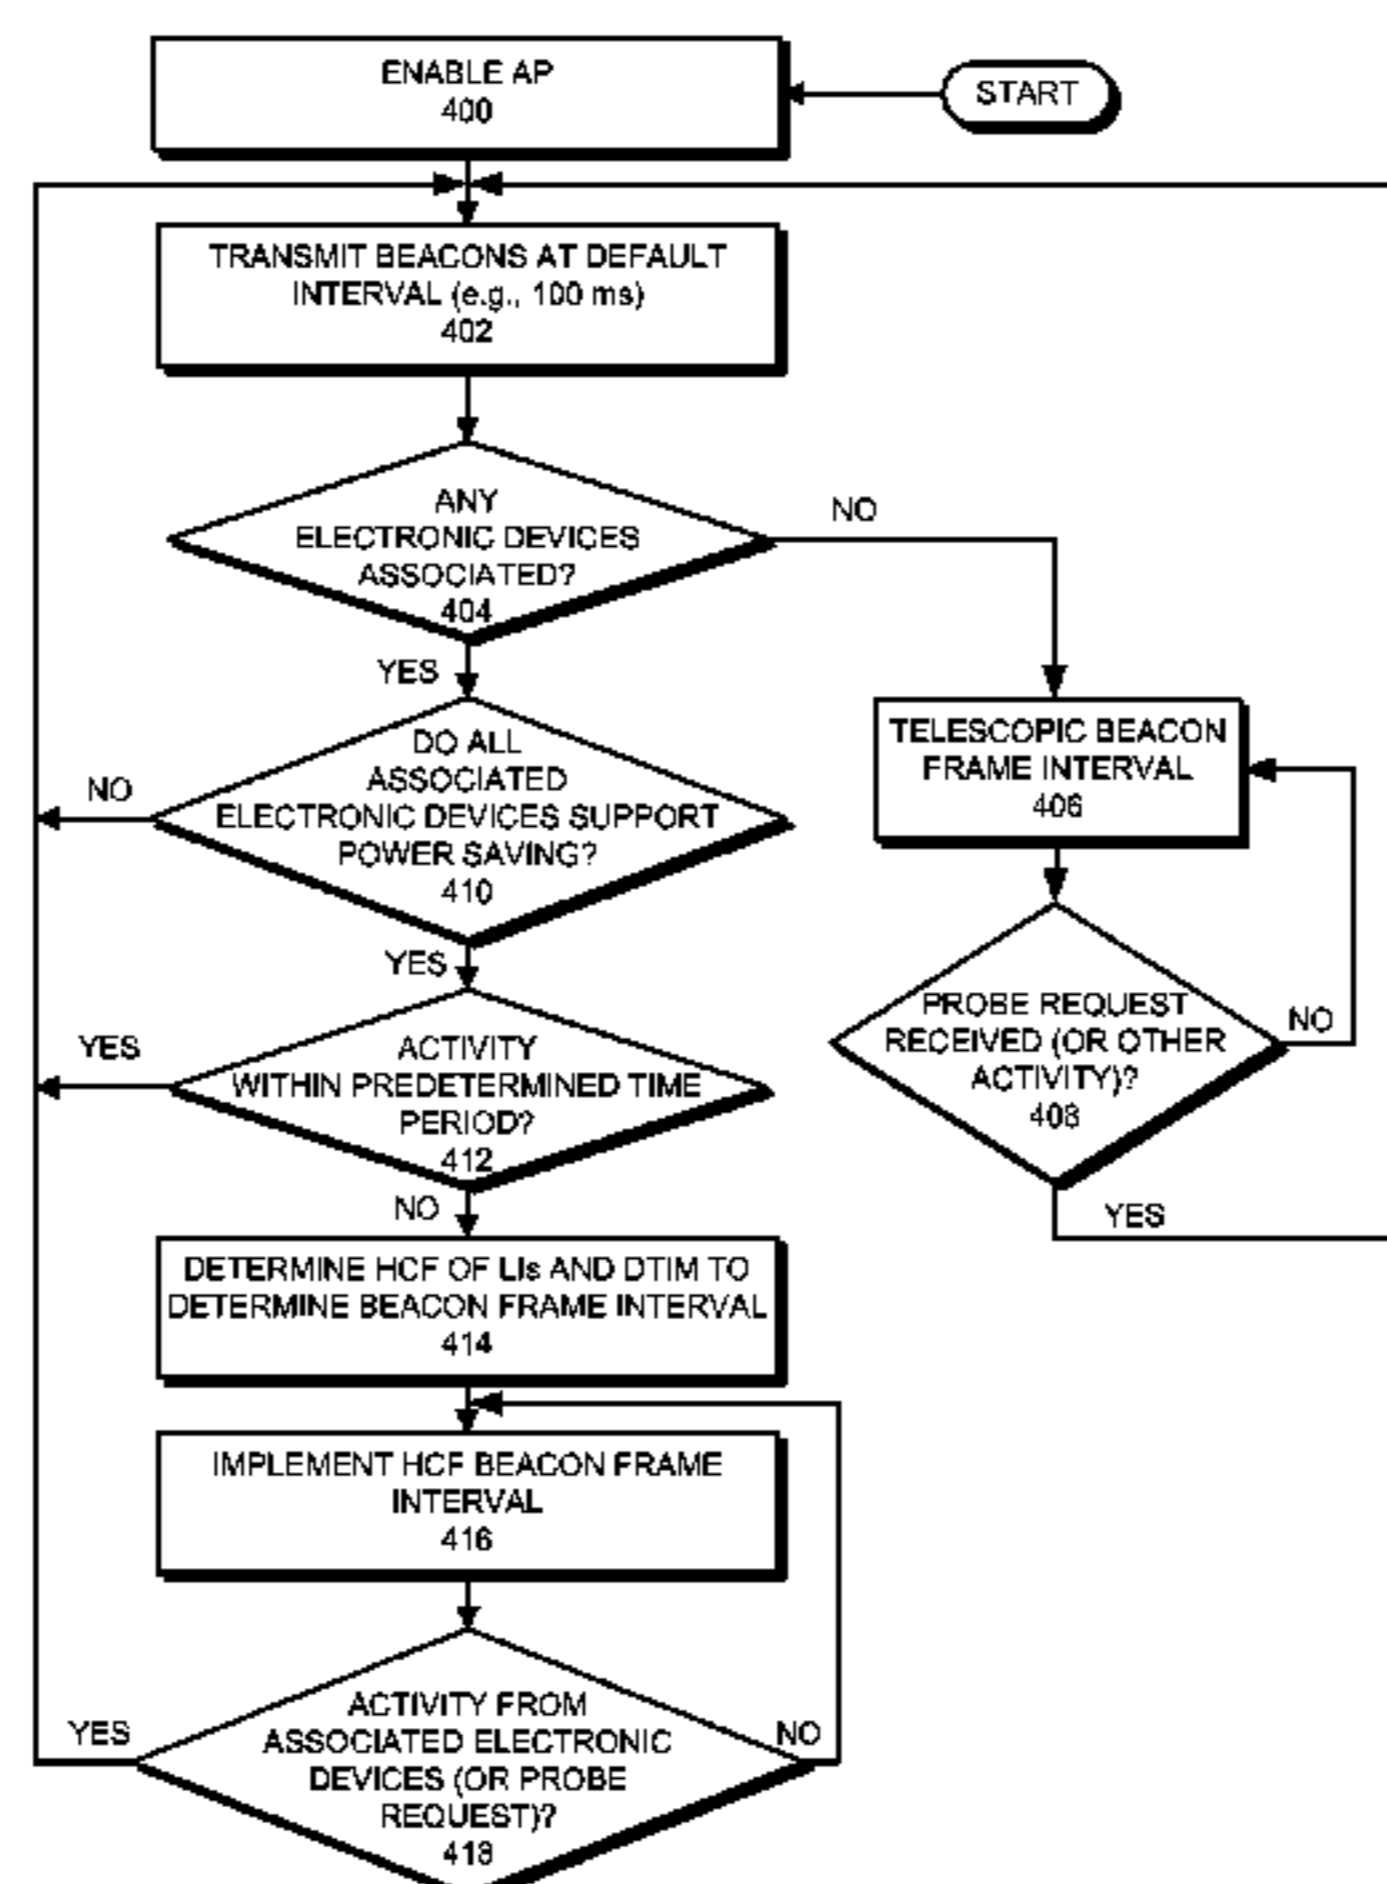 ENABLE AP
400
START
TRANSMIT BEACONS AT DEFAULT
INTERVAL (e.g., 100 ms)
402
ANY
ELECTRONIC DEVICES
ASSOCIATED?
404
NO
YES
DO ALL
ASSOCIATED
ELECTRONIC DEVICES SUPPORT
POWER SAVING?
410
NO
YES
TELESCOPIC BEACON
FRAME INTERVAL
406
PROBE REQUEST
RECEIVED (OR OTHER
ACTIVITY)?
408
NO
YES
ACTIVITY
WITHIN PREDETERMINED TIME
PERIOD?
412
YES
NO
DETERMINE HCF OF LIs AND DTIM TO
DETERMINE BEACON FRAME INTERVAL
414
IMPLEMENT HCF BEACON FRAME
INTERVAL
416
ACTIVITY FROM
ASSOCIATED ELECTRONIC
DEVICES (OR PROBE
REQUEST)?
418
YES
NO